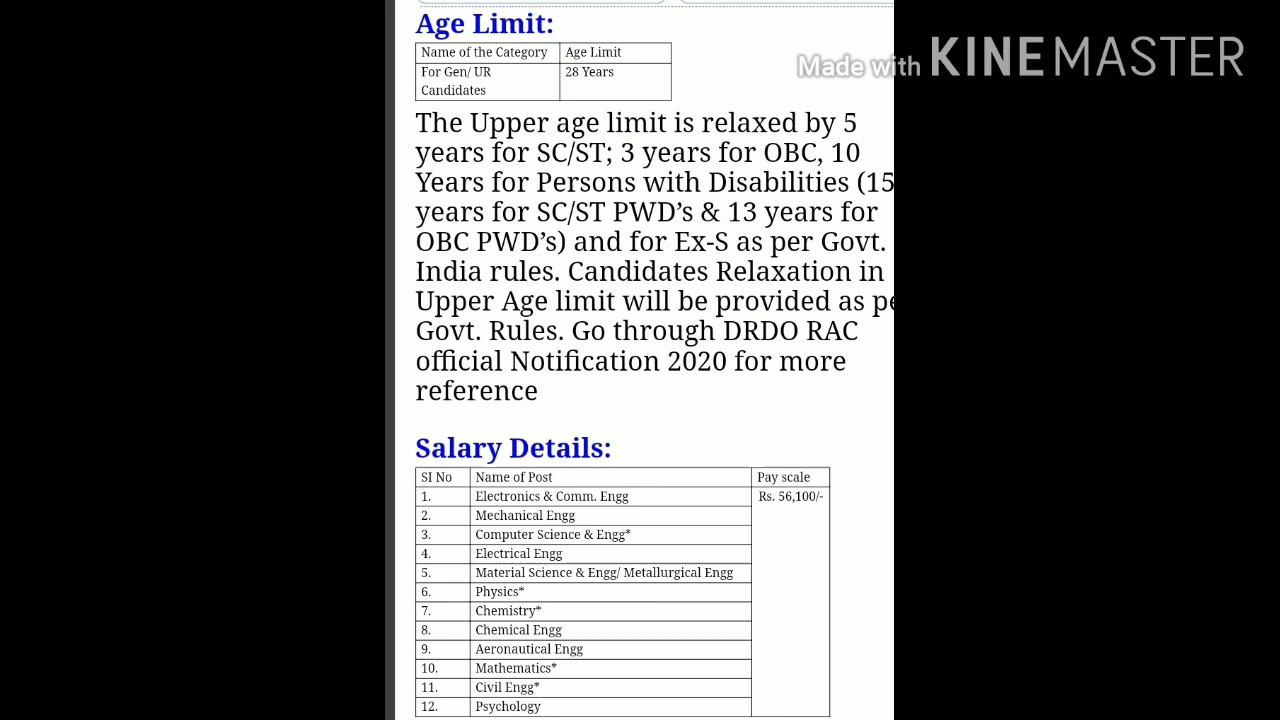 Age Limit:
Name of the Category Age Limit
For Gen/ UR 28 Years
Candidates
Made with KINEMASTER
The Upper age limit is relaxed by 5
years for SC/ST; 3 years for OBC, 10
Years for Persons with Disabilities (15
years for SC/ST PWD’s & 13 years for
OBC PWD’s) and for Ex-S as per Govt.
India rules. Candidates Relaxation in
Upper Age limit will be provided as pe
Govt. Rules. Go through DRDO RAC
official Notification 2020 for more
reference
Salary Details:
SI No Name of Post Pay scale
1. Electronics & Comm. Engg Rs. 56,100/-
2. Mechanical Engg
3. Computer Science & Engg*
4. Electrical Engg
5. Material Science & Engg/ Metallurgical Engg
6. Physics*
7. Chemistry*
8. Chemical Engg
9. Aeronautical Engg
10. Mathematics*
11. Civil Engg*
12. Psychology